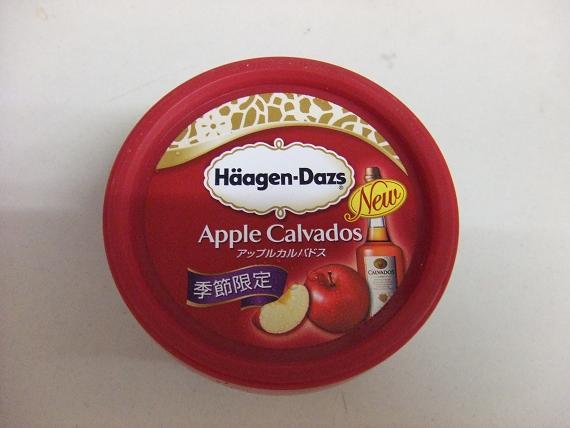 Häagen-Dazs®
New
Apple Calvados
アップルカルバドス
季節限定
CALVADOS